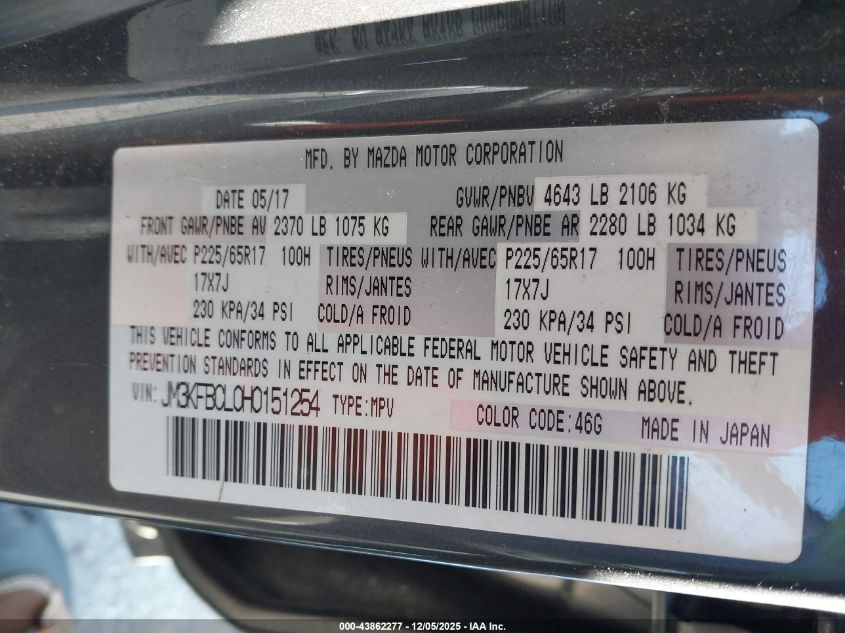 MFD. BY MAZDA MOTOR CORPORATION
DATE 05/17 GVWR/PNBV 4643 LB 2106 KG
FRONT GAWR/PNBE AV 2370 LB 1075 KG REAR GAWR/PNBE AR 2280 LB 1034 KG
WITH/AVEC P225/65R17 100H TIRES/PNEUS WITH/AVEC P225/65R17 100H TIRES/PNEUS
17X7J RIMS/JANTES 17X7J RIMS/JANTES
230 KPA/34 PSI COLD/A FROID 230 KPA/34 PSI COLD/A FROID
THIS VEHICLE CONFORMS TO ALL APPLICABLE FEDERAL MOTOR VEHICLE SAFETY AND THEFT
PREVENTION STANDARDS IN EFFECT ON THE DATE OF MANUFACTURE SHOWN ABOVE.
VIN: JM3KFBCL0H0151254 TYPE:MPV COLOR CODE:46G MADE IN JAPAN
000-43862277 - 12/05/2025 - IAA Inc.